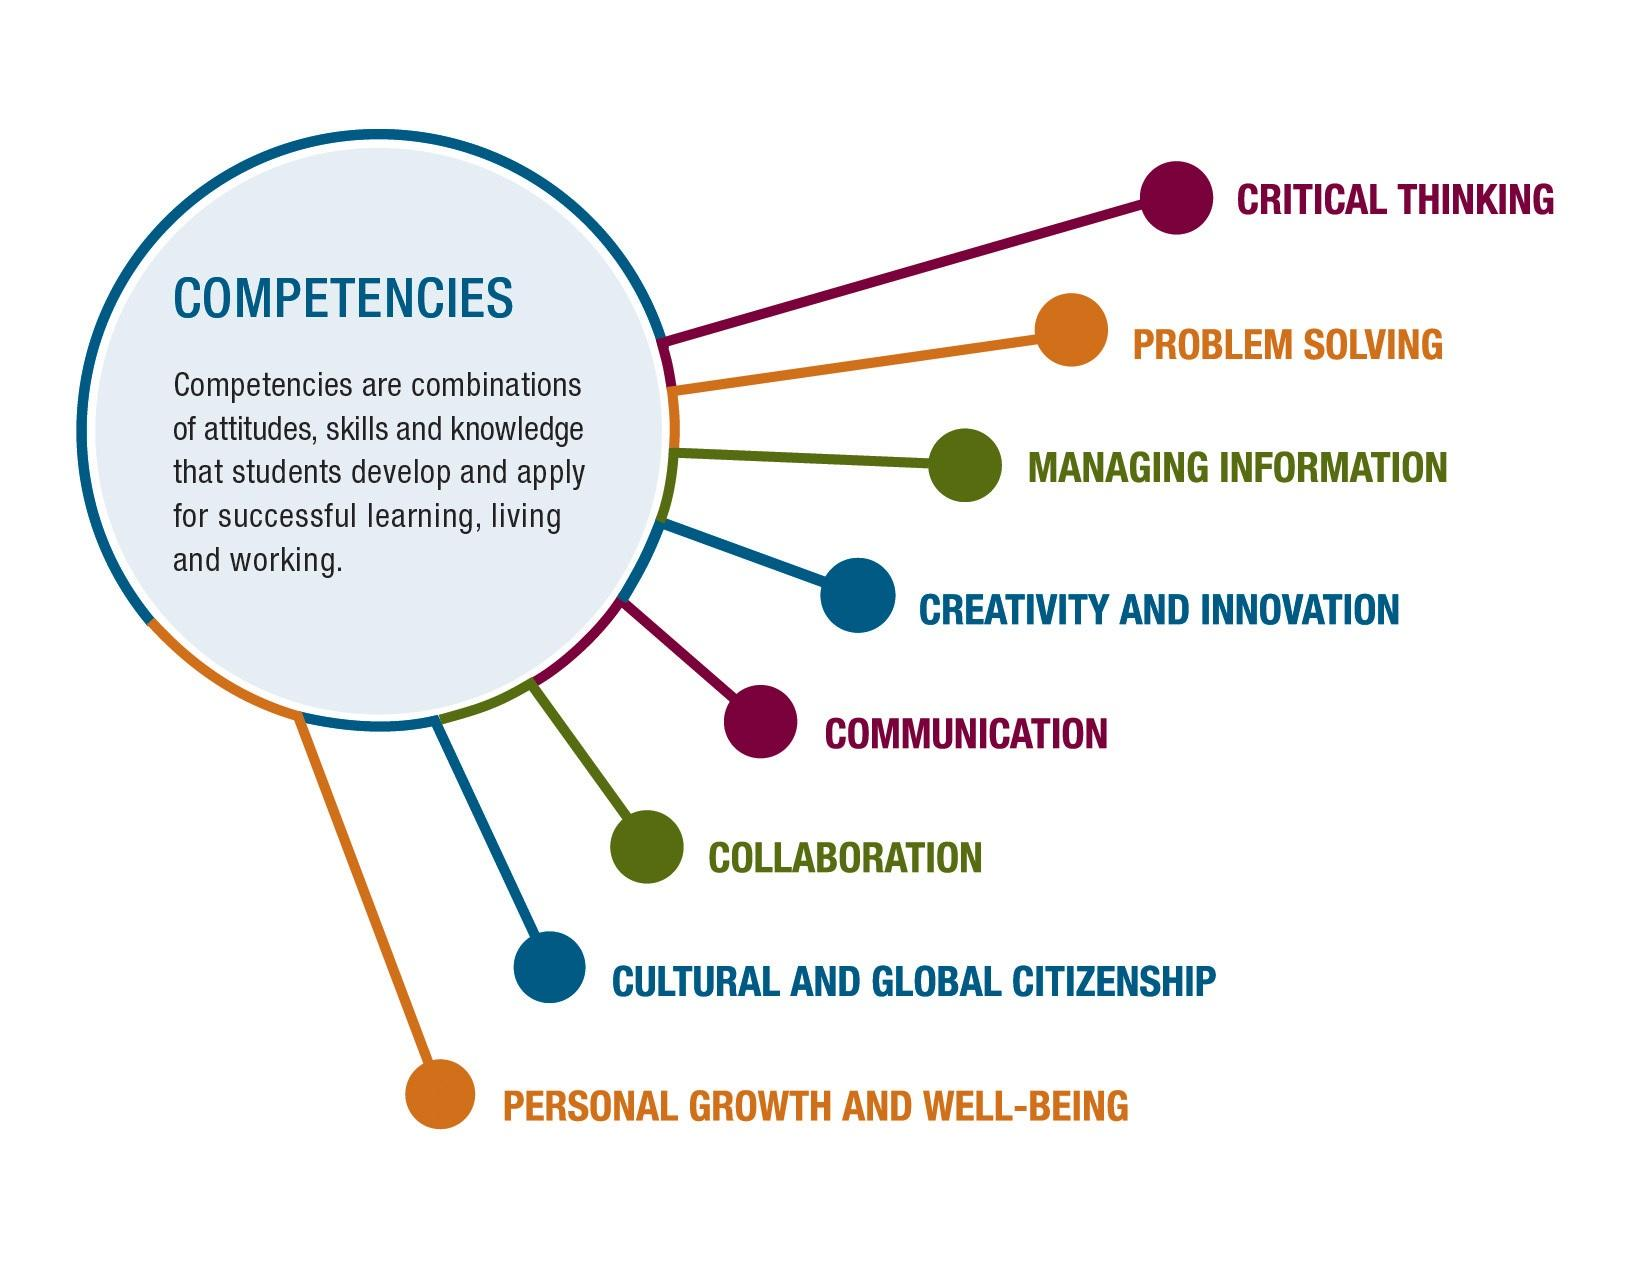 COMPETENCIES
Competencies are combinations
of attitudes, skills and knowledge
that students develop and apply
for successful learning, living
and working.
CRITICAL THINKING
PROBLEM SOLVING
MANAGING INFORMATION
CREATIVITY AND INNOVATION
COMMUNICATION
COLLABORATION
CULTURAL AND GLOBAL CITIZENSHIP
PERSONAL GROWTH AND WELL-BEING